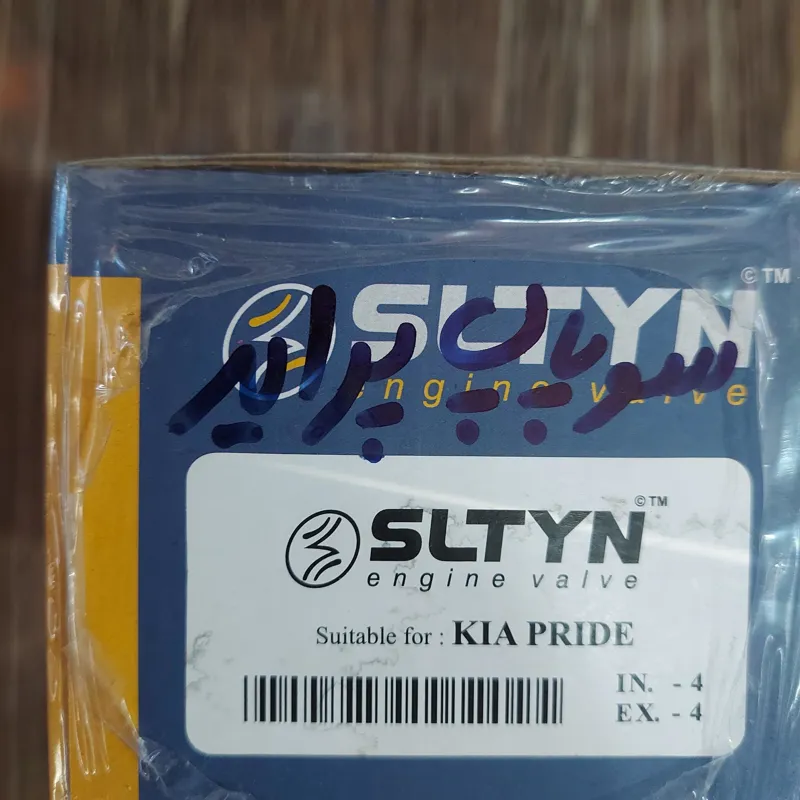 SLTYN ©™
engine valve
سوپاپ پراید
SLTYN ©™
engine valve
Suitable for : KIA PRIDE
IN. - 4
EX. - 4